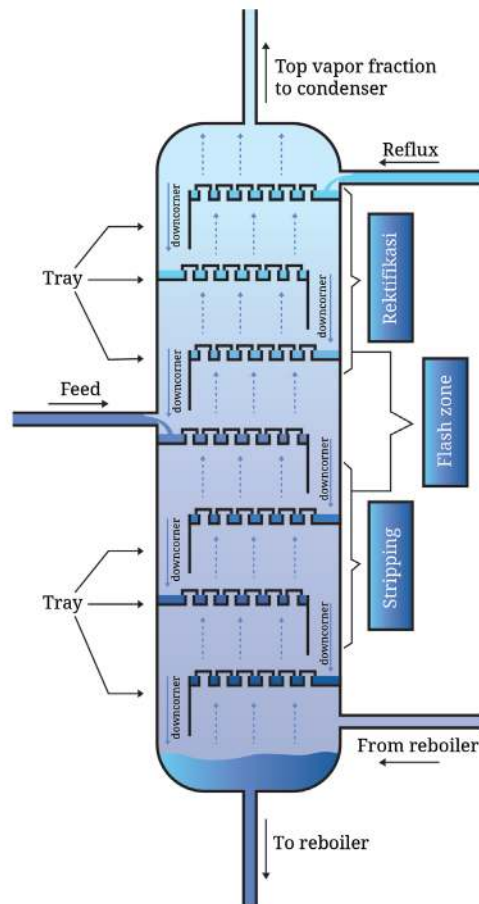 Top vapor fraction
to condenser
Reflux
downcorner
Rektifikasi
Tray
downcorner
downcorner
Feed
Flash zone
downcorner
downcorner
Stripping
Tray
downcorner
downcorner
From reboiler
To reboiler